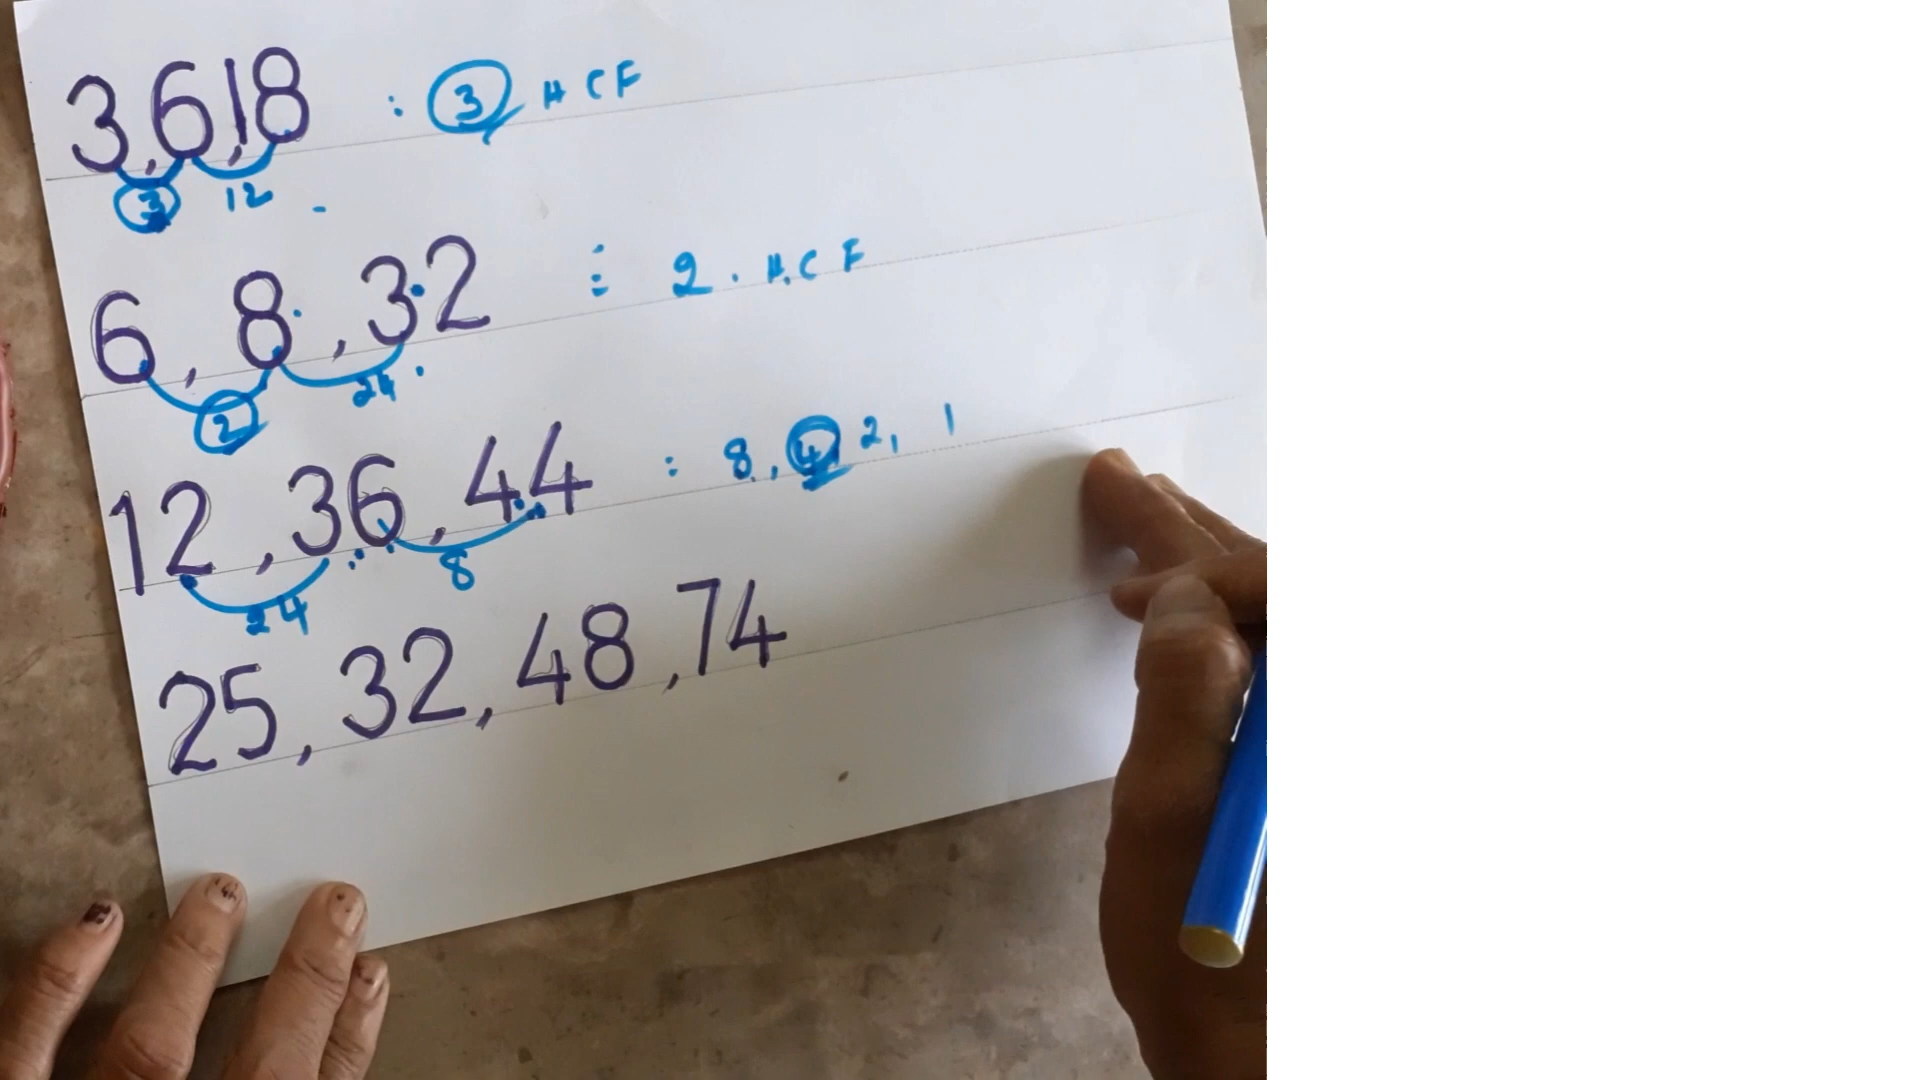 3,6,18 : 3 HCF
3 12
6, 8, 32 : 2. H.C F
2 24
12, 36, 44 : 8, 4, 2, 1
24 8
25, 32, 48, 74